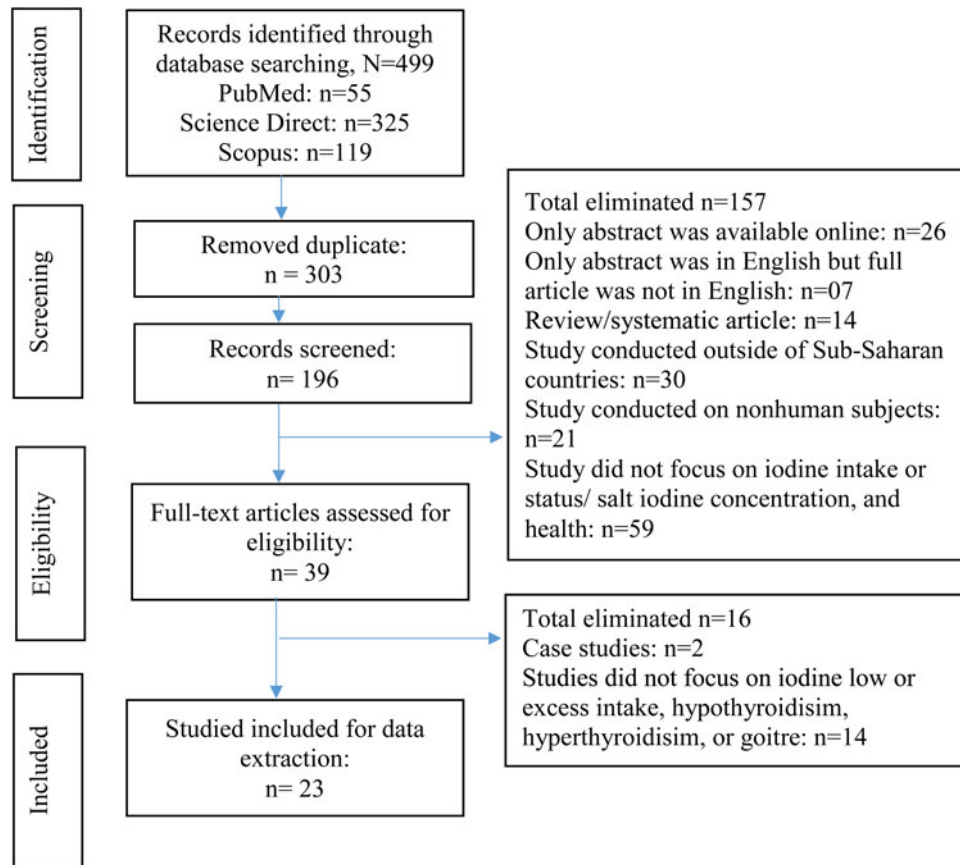 Identification
Records identified through
database searching, N=499
PubMed: n=55
Science Direct: n=325
Scopus: n=119
Screening
Removed duplicate:
n = 303
Records screened:
n= 196
Total eliminated n=157
Only abstract was available online: n=26
Only abstract was in English but full
article was not in English: n=07
Review/systematic article: n=14
Study conducted outside of Sub-Saharan
countries: n=30
Study conducted on nonhuman subjects:
n=21
Study did not focus on iodine intake or
status/ salt iodine concentration, and
health: n=59
Eligibility
Full-text articles assessed for
eligibility:
n= 39
Total eliminated n=16
Case studies: n=2
Studies did not focus on iodine low or
excess intake, hypothyroidisim,
hyperthyroidisim, or goitre: n=14
Included
Studied included for data
extraction:
n= 23